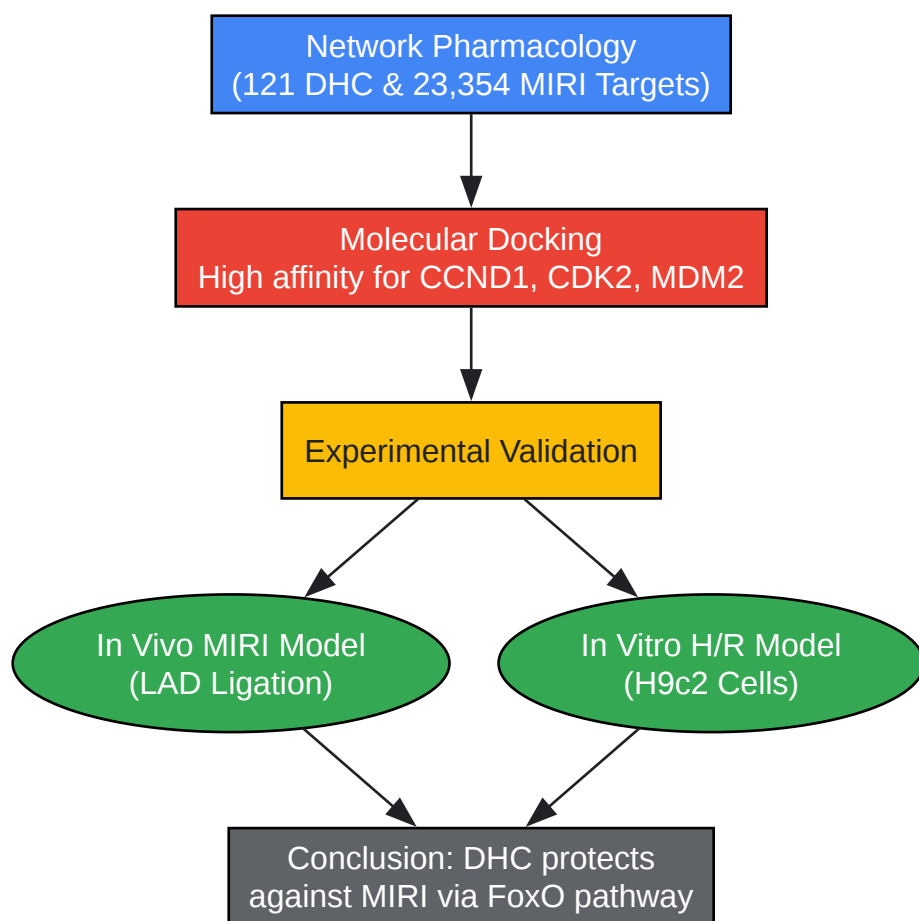 Network Pharmacology
(121 DHC & 23,354 MIRI Targets)
Molecular Docking
High affinity for CCND1, CDK2, MDM2
Experimental Validation
In Vivo MIRI Model
(LAD Ligation)
In Vitro H/R Model
(H9c2 Cells)
Conclusion: DHC protects
against MIRI via FoxO pathway